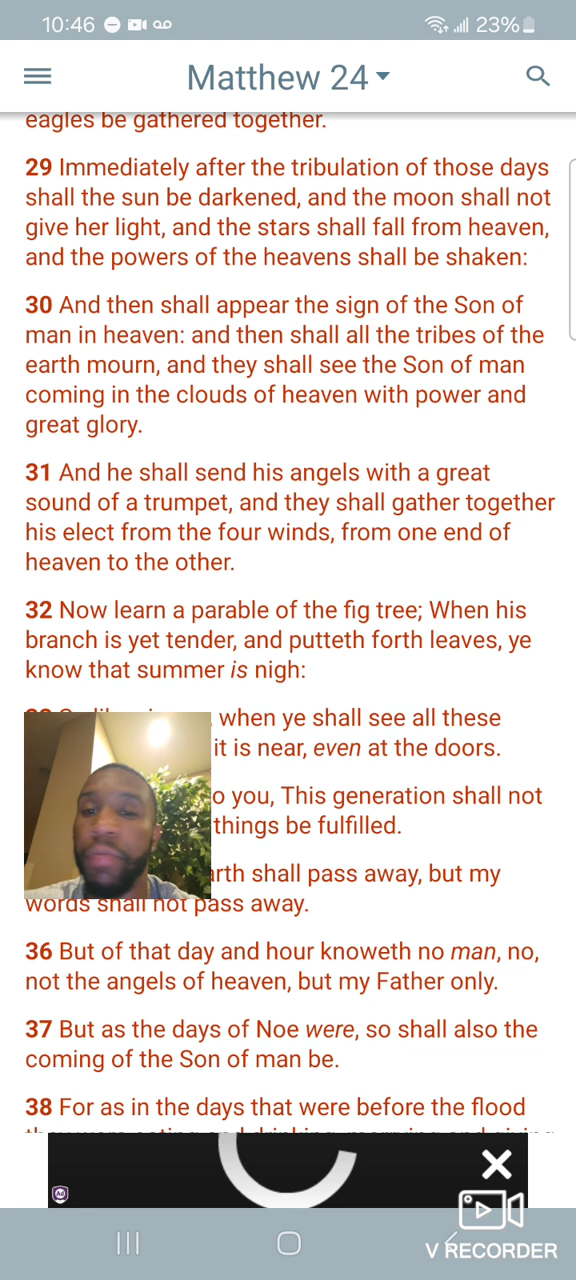 10:46
23%
Matthew 24
eagles be gathered together.
29 Immediately after the tribulation of those days
shall the sun be darkened, and the moon shall not
give her light, and the stars shall fall from heaven,
and the powers of the heavens shall be shaken:
30 And then shall appear the sign of the Son of
man in heaven: and then shall all the tribes of the
earth mourn, and they shall see the Son of man
coming in the clouds of heaven with power and
great glory.
31 And he shall send his angels with a great
sound of a trumpet, and they shall gather together
his elect from the four winds, from one end of
heaven to the other.
32 Now learn a parable of the fig tree; When his
branch is yet tender, and putteth forth leaves, ye
know that summer is nigh:
when ye shall see all these
it is near, even at the doors.
o you, This generation shall not
things be fulfilled.
shall pass away, but my
words shall not pass away.
36 But of that day and hour knoweth no man, no,
not the angels of heaven, but my Father only.
37 But as the days of Noe were, so shall also the
coming of the Son of man be.
38 For as in the days that were before the flood
Ad
V RECORDER